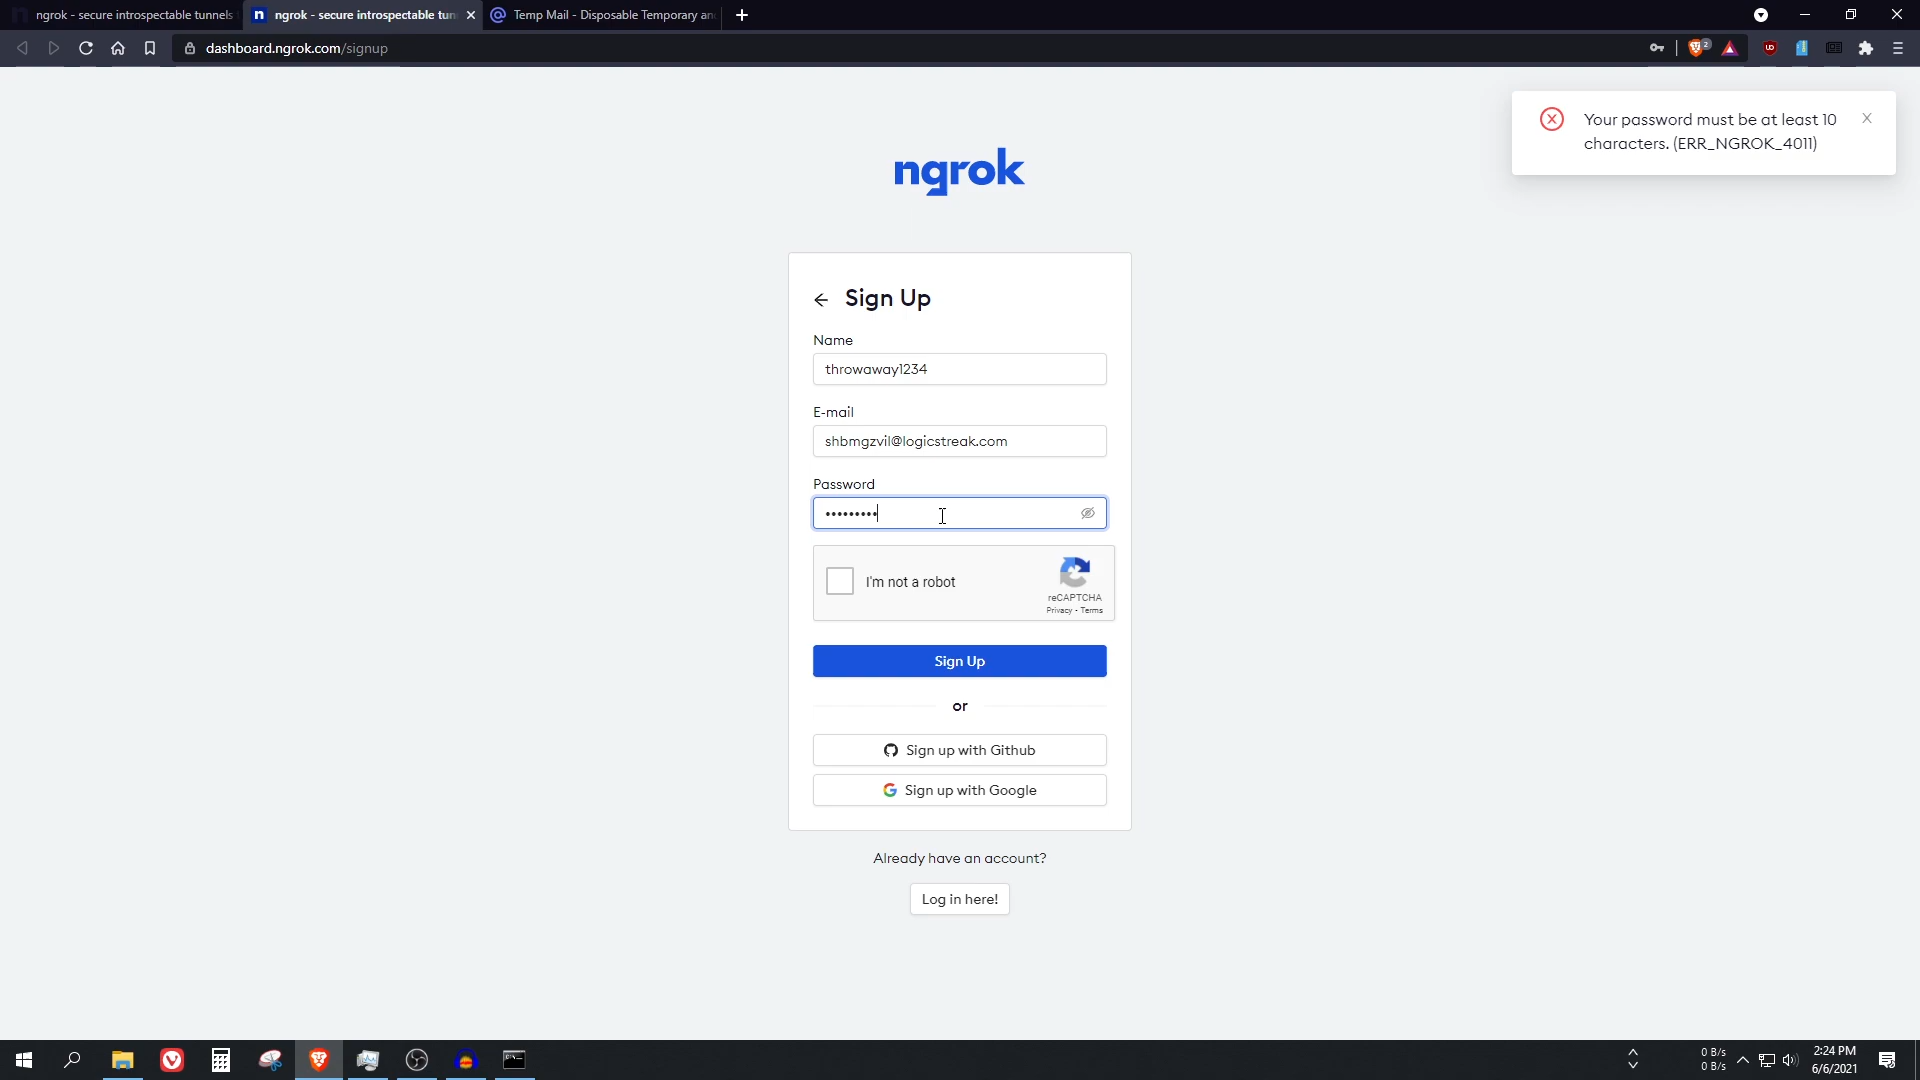 ngrok - secure introspectable tunnels
ngrok - secure introspectable tun
Temp Mail - Disposable Temporary an
dashboard.ngrok.com/signup
2
Your password must be at least 10
characters. (ERR_NGROK_4011)
ngrok
Sign Up
Name
throwaway1234
E-mail
shbmgzvil@logicstreak.com
Password
•••••••••
I'm not a robot
reCAPTCHA
Privacy - Terms
Sign Up
or
Sign up with Github
Sign up with Google
Already have an account?
Log in here!
0 B/s
0 B/s
2:24 PM
6/6/2021